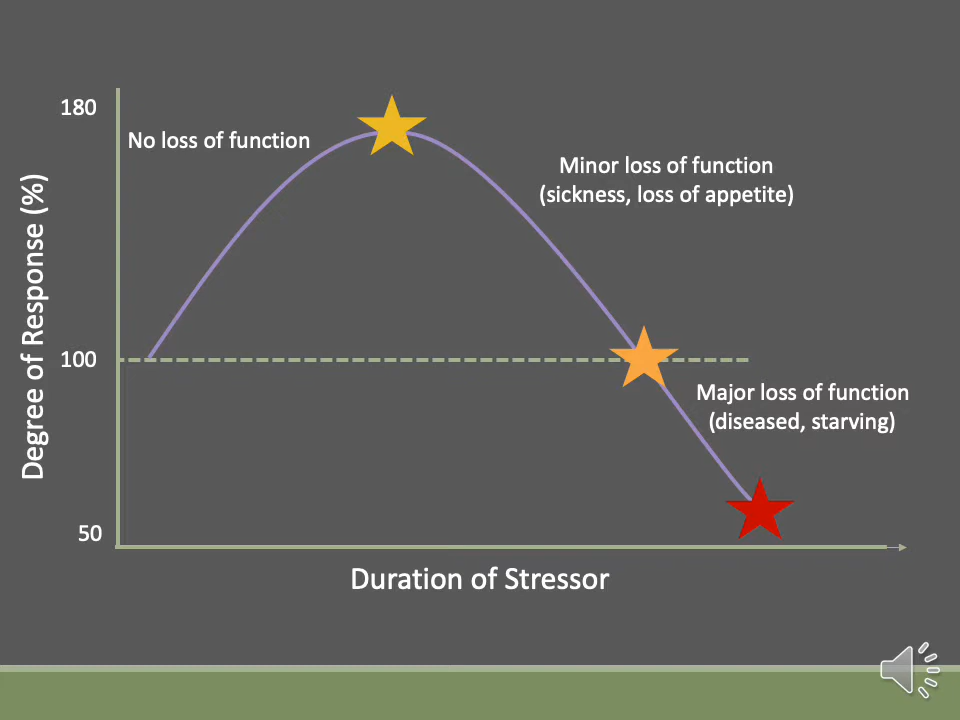 180
No loss of function
Minor loss of function
(sickness, loss of appetite)
Degree of Response (%)
100
Major loss of function
(diseased, starving)
50
Duration of Stressor